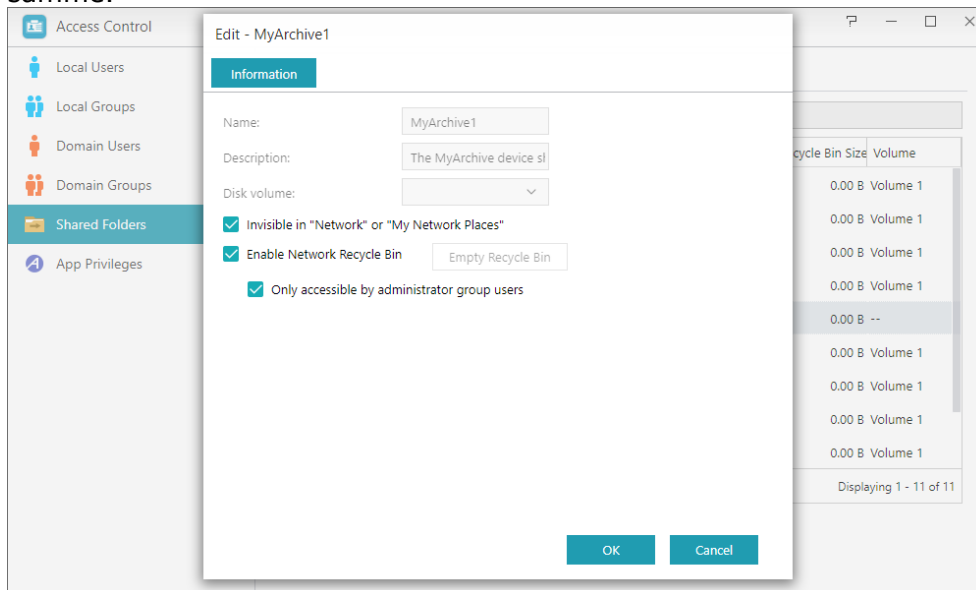 Access Control
Local Users
Local Groups
Domain Users
Domain Groups
Shared Folders
App Privileges
Edit - MyArchive1
Information
Name: MyArchive1
Description: The MyArchive device sl
Disk volume:
Invisible in "Network" or "My Network Places"
Enable Network Recycle Bin Empty Recycle Bin
Only accessible by administrator group users
OK Cancel
cycle Bin Size Volume
0.00 B Volume 1
0.00 B Volume 1
0.00 B Volume 1
0.00 B Volume 1
0.00 B --
0.00 B Volume 1
0.00 B Volume 1
0.00 B Volume 1
0.00 B Volume 1
Displaying 1 - 11 of 11